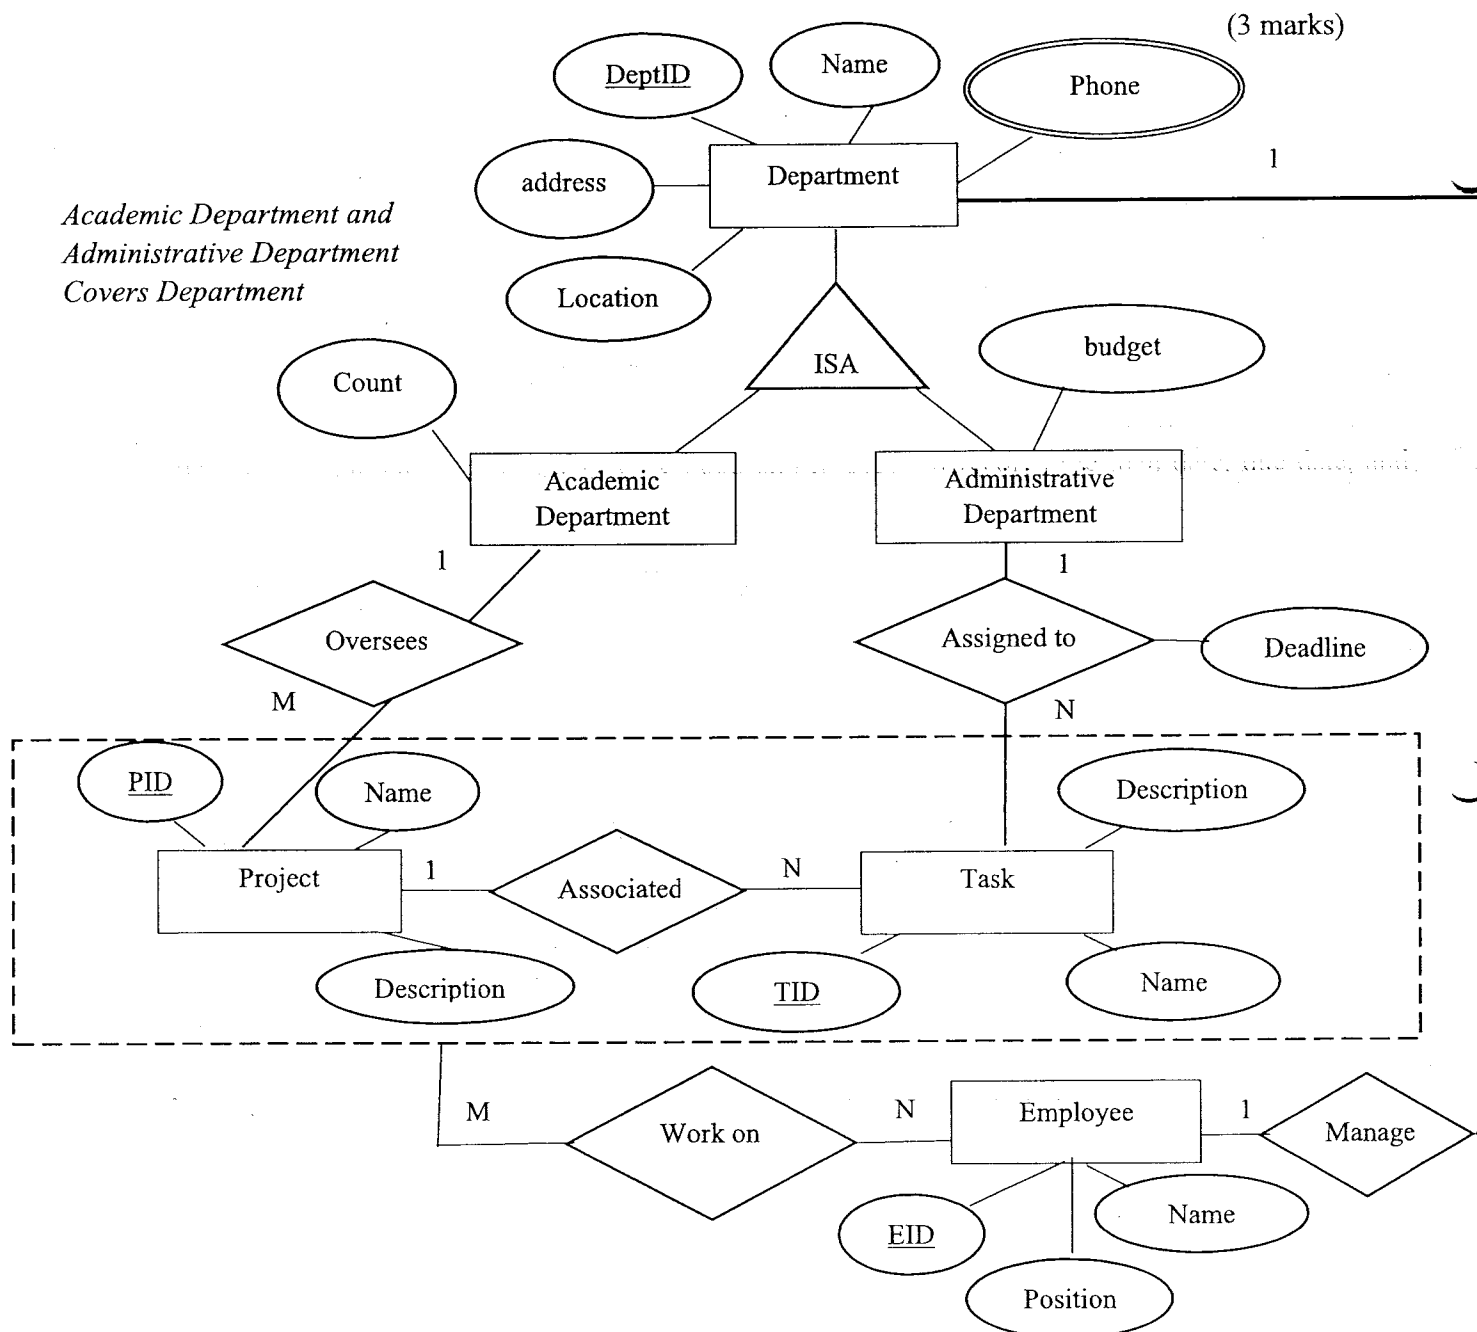 (3 marks)
DeptID
Name
Phone
address
Department
1
Academic Department and
Administrative Department
Covers Department
Location
ISA
budget
Count
Academic
Department
Administrative
Department
1
1
Oversees
Assigned to
Deadline
M
N
PID
Name
Description
Project
1
Associated
N
Task
Description
TID
Name
M
Work on
N
Employee
1
Manage
EID
Name
Position